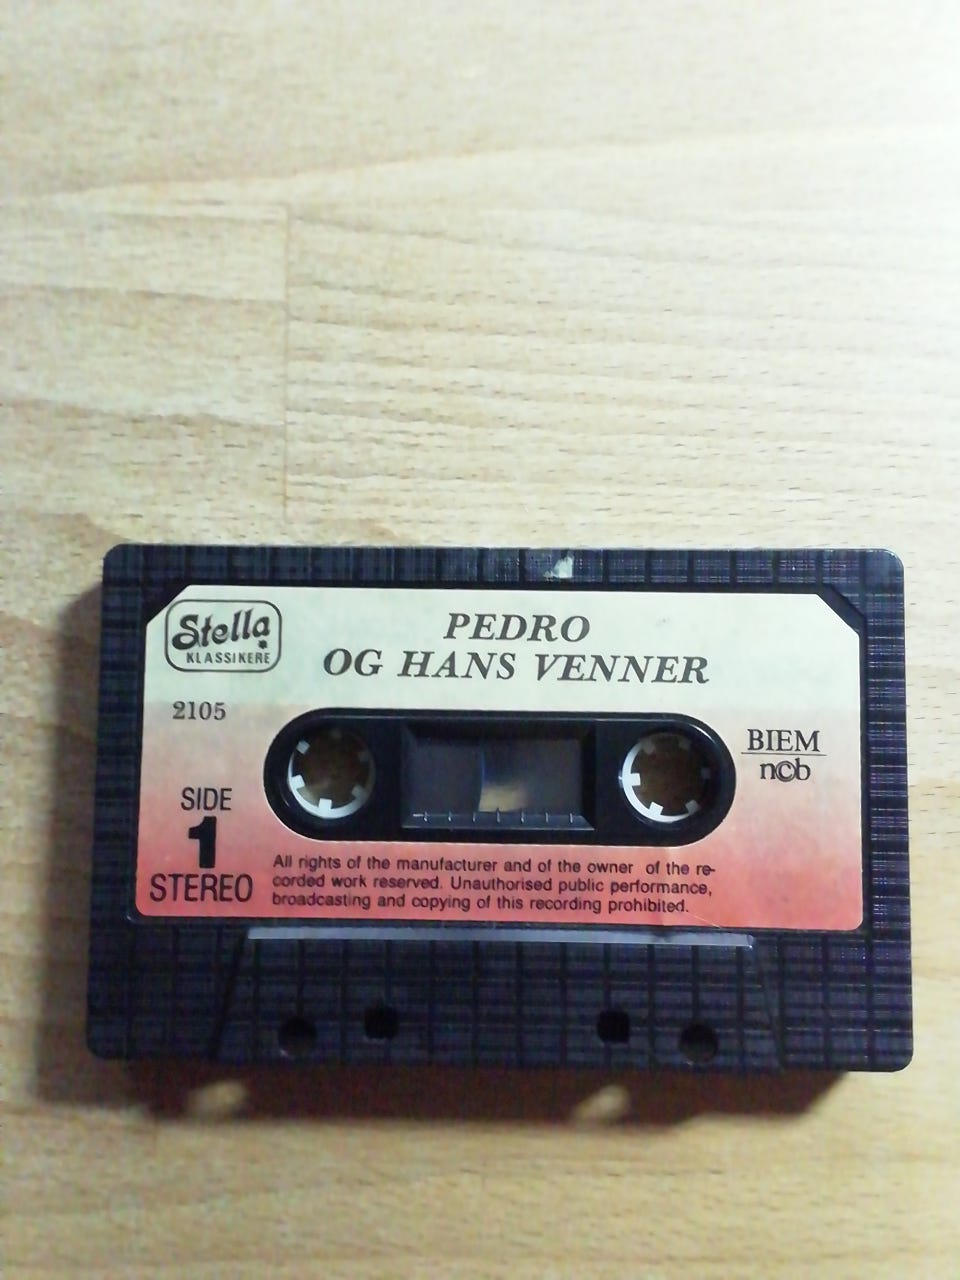 Stella
KLASSIKERE
PEDRO
OG HANS VENNER
2105
BIEM
n©b
SIDE
1
STEREO
All rights of the manufacturer and of the owner of the re-
corded work reserved. Unauthorised public performance,
broadcasting and copying of this recording prohibited.